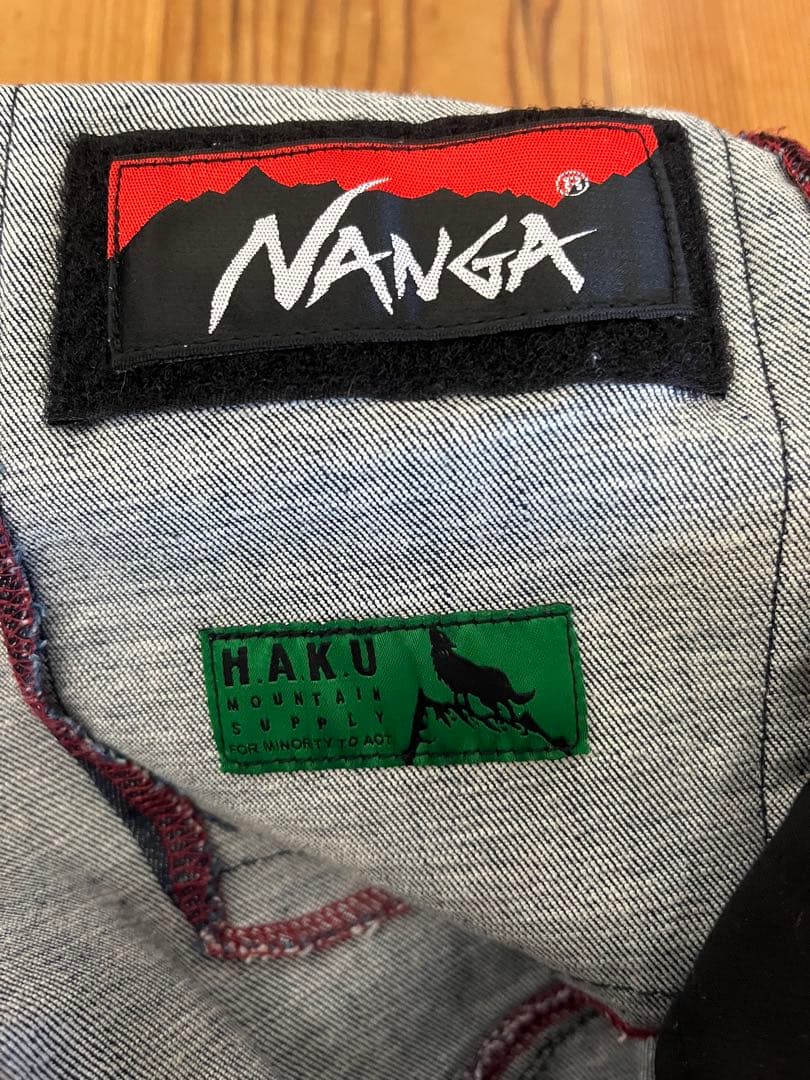 NANGA ®
H.A.K.U
MOUNTAIN
SUPPLY
FOR MINORITY TO ACT